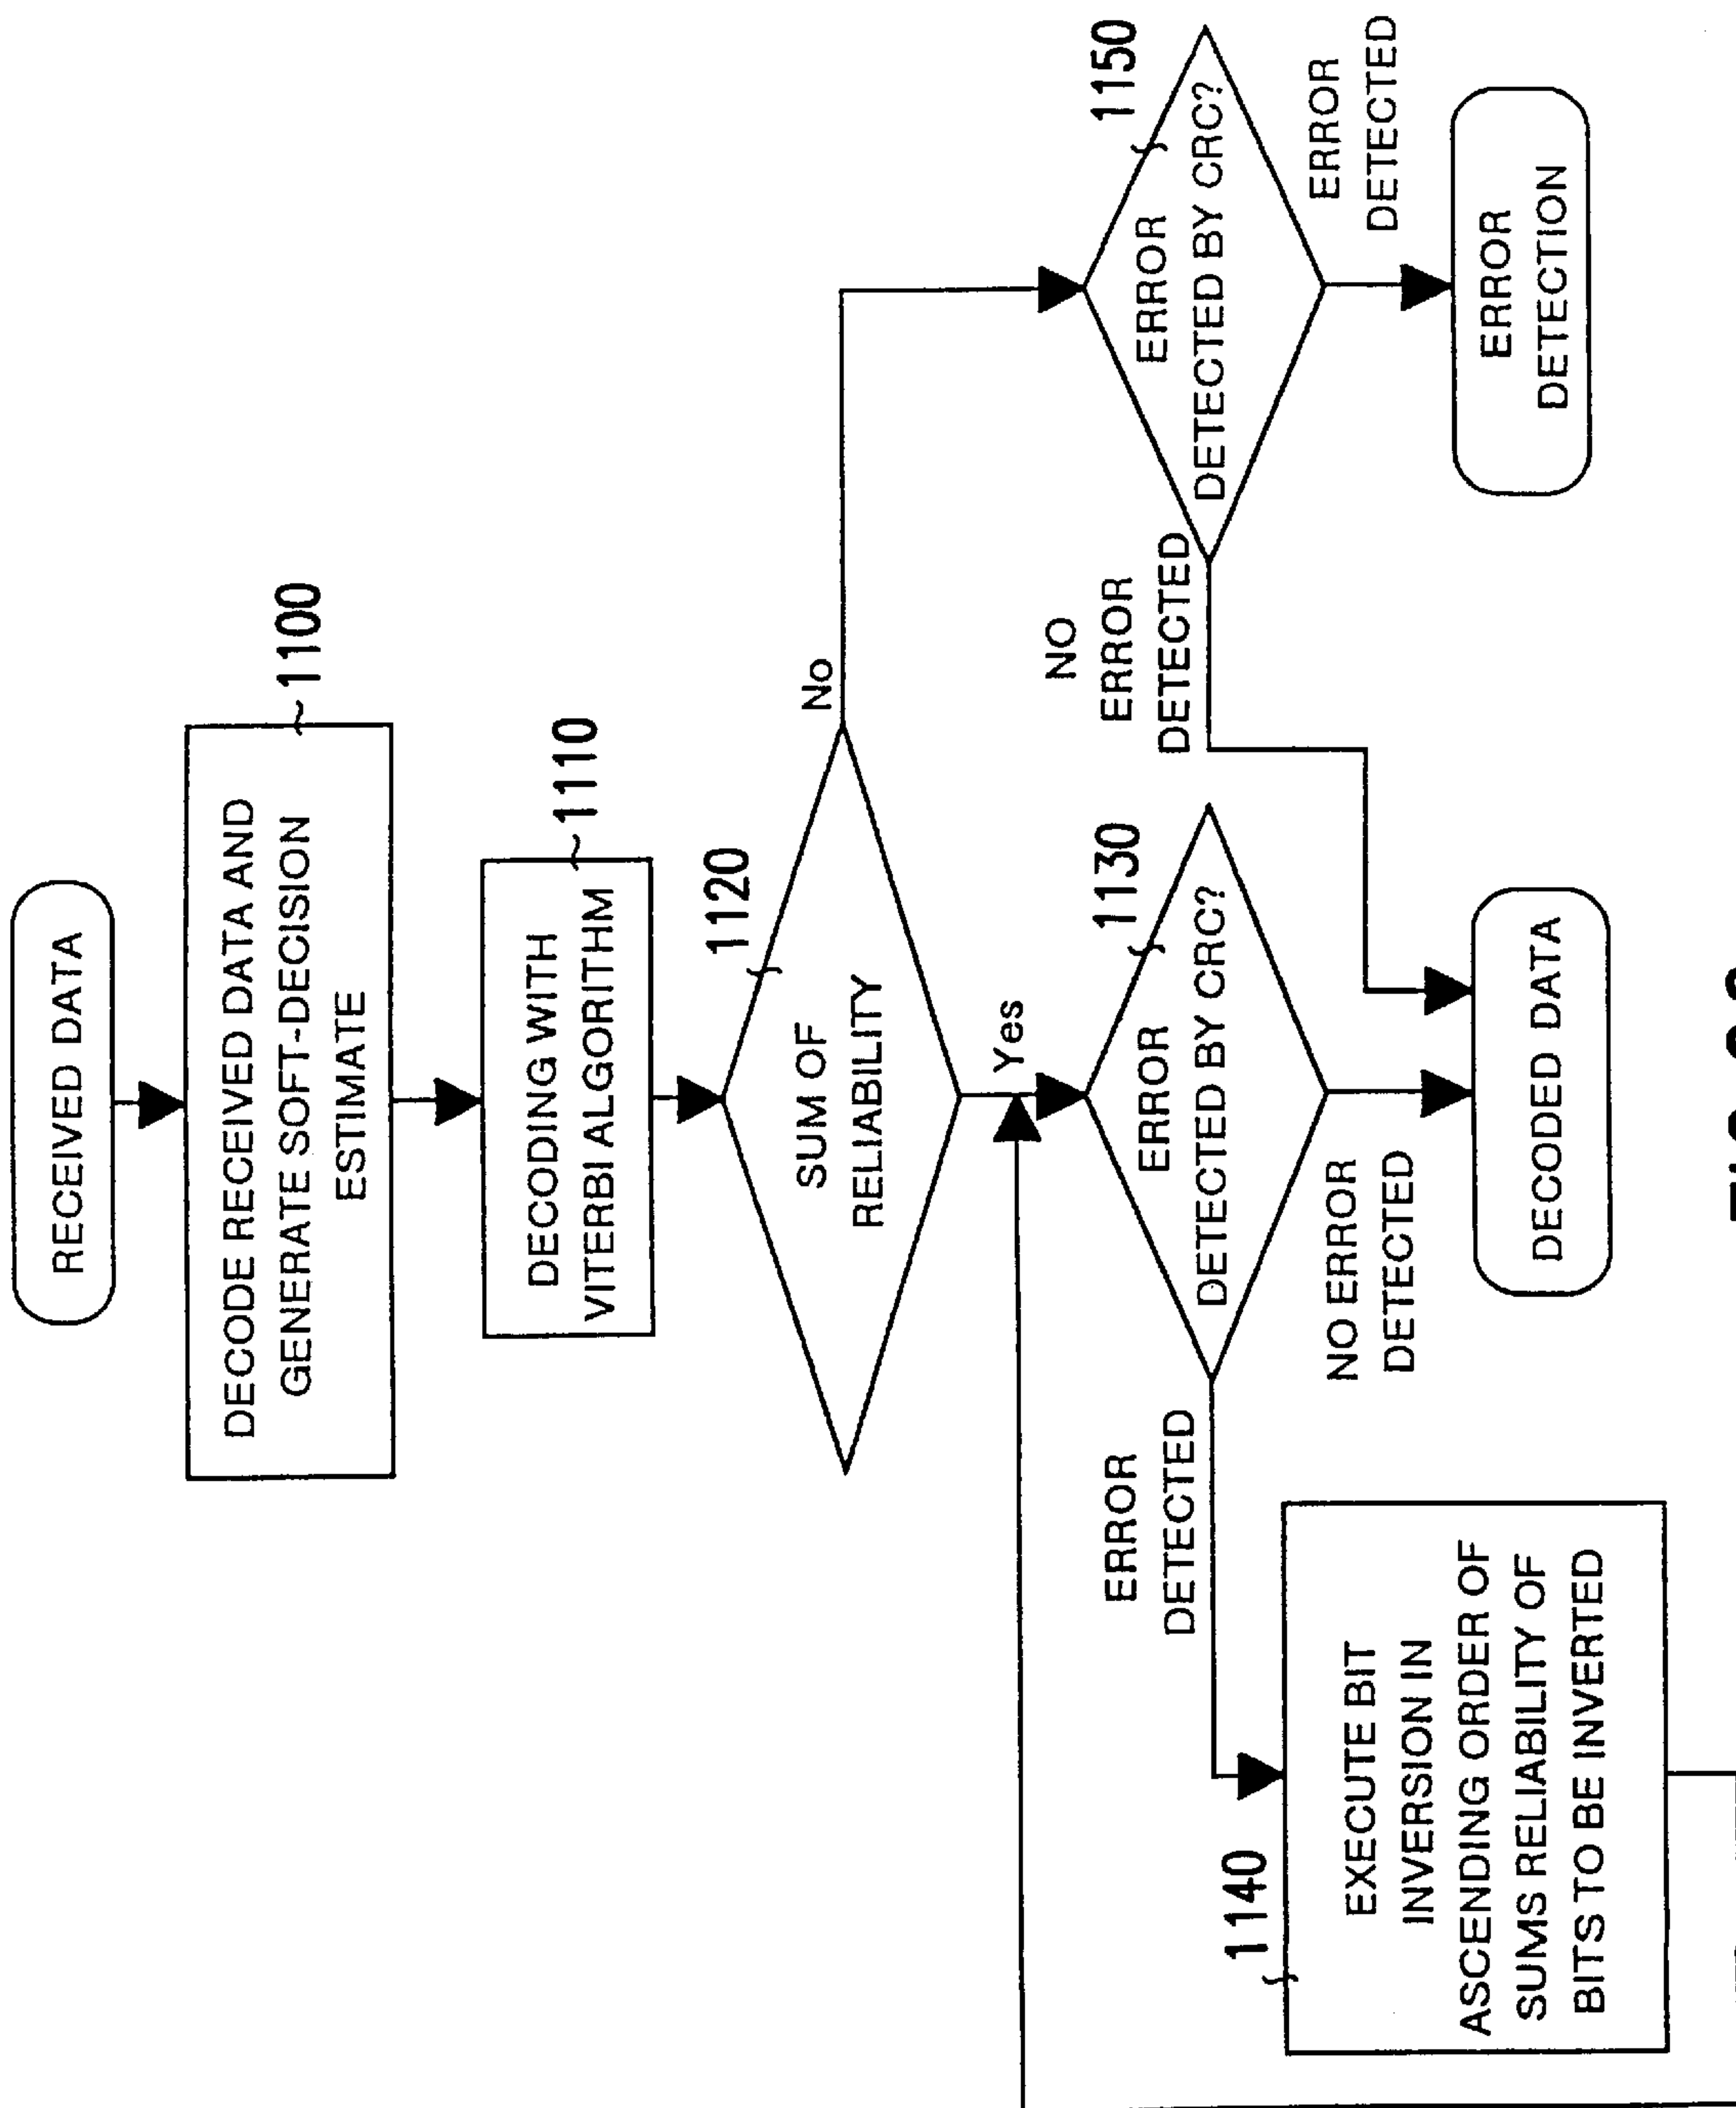 RECEIVED DATA
DECODE RECEIVED DATA AND
GENERATE SOFT-DECISION
ESTIMATE
1100
DECODING WITH
VITERBI ALGORITHM
1110
1120
SUM OF
RELIABILITY
No
Yes
1130
ERROR
DETECTED BY CRC?
1150
ERROR
DETECTED BY CRC?
ERROR
DETECTED
NO ERROR
DETECTED
NO
ERROR
DETECTED
ERROR
DETECTED
1140
EXECUTE BIT
INVERSION IN
ASCENDING ORDER OF
SUMS RELIABILITY OF
BITS TO BE INVERTED
DECODED DATA
ERROR
DETECTION